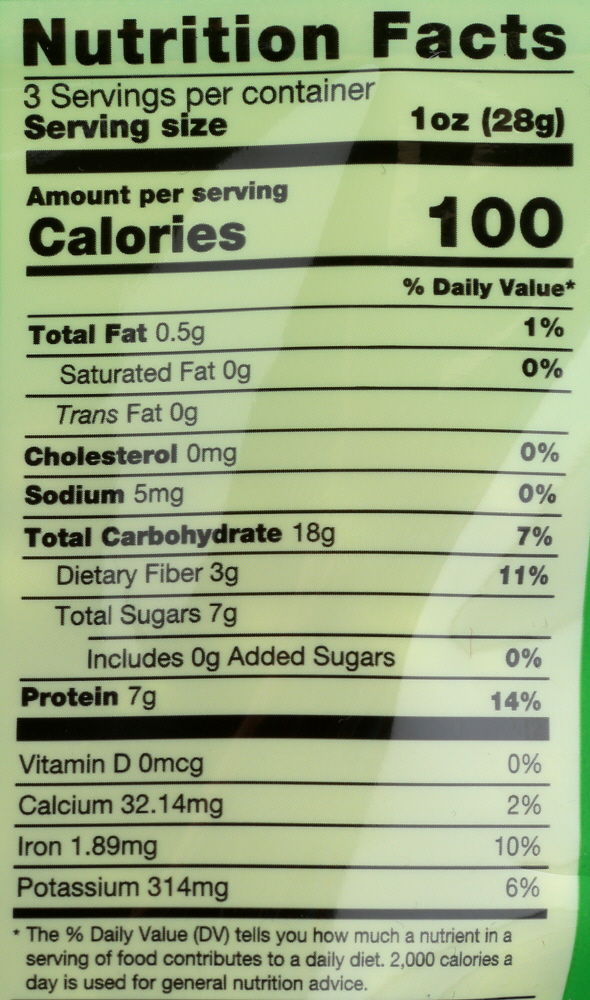 Nutrition Facts
3 Servings per container
Serving size 1oz (28g)
Amount per serving
Calories 100
% Daily Value*
Total Fat 0.5g 1%
Saturated Fat 0g 0%
Trans Fat 0g
Cholesterol 0mg 0%
Sodium 5mg 0%
Total Carbohydrate 18g 7%
Dietary Fiber 3g 11%
Total Sugars 7g
Includes 0g Added Sugars 0%
Protein 7g 14%
Vitamin D 0mcg 0%
Calcium 32.14mg 2%
Iron 1.89mg 10%
Potassium 314mg 6%
* The % Daily Value (DV) tells you how much a nutrient in a
serving of food contributes to a daily diet. 2,000 calories a
day is used for general nutrition advice.